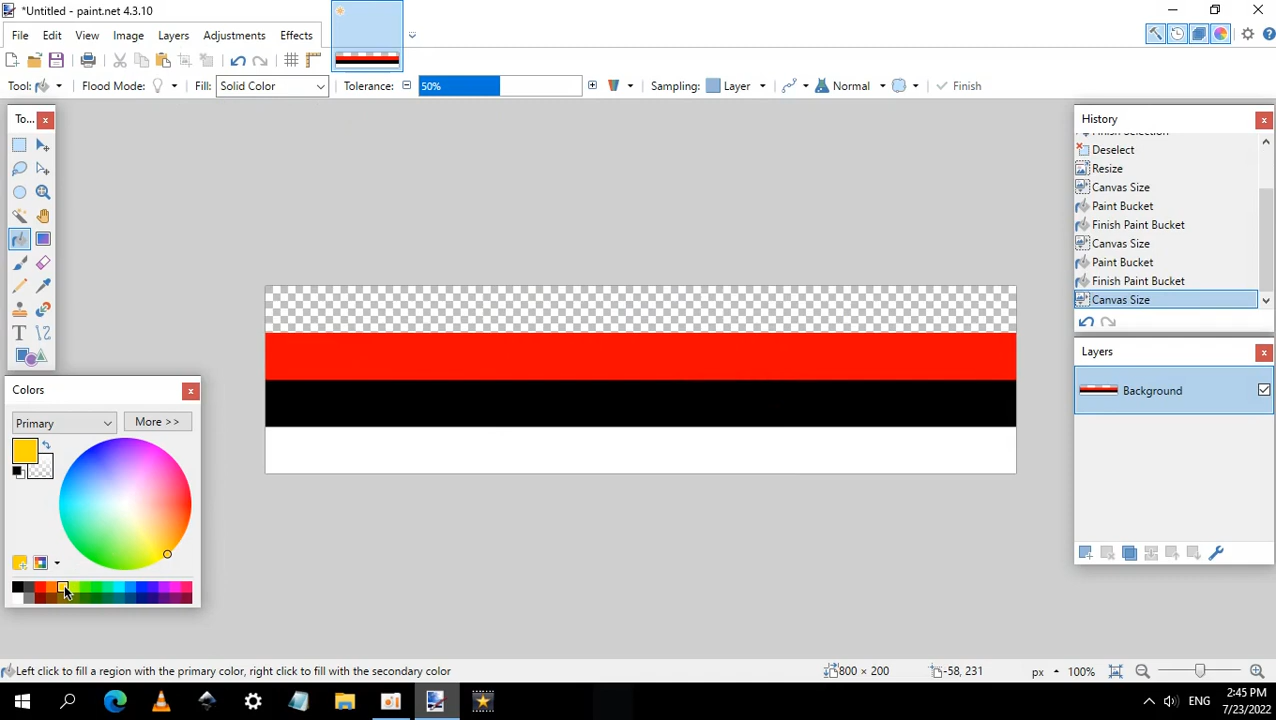 *Untitled - paint.net 4.3.10
File Edit View Image Layers Adjustments Effects
Tool: Flood Mode: Fill: Solid Color Tolerance: 50% Sampling: Layer Normal Finish
To...
History
Finish Selection
Deselect
Resize
Canvas Size
Paint Bucket
Finish Paint Bucket
Canvas Size
Paint Bucket
Finish Paint Bucket
Canvas Size
Layers
Background
Colors
Primary More >>
Left click to fill a region with the primary color, right click to fill with the secondary color 800 × 200 -58, 231 px 100%
ENG 2:45 PM
7/23/2022